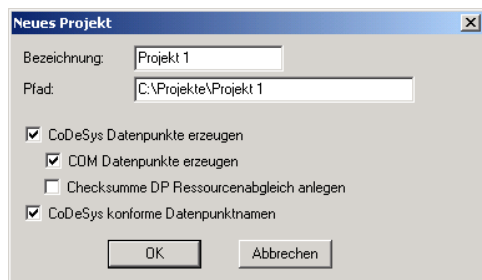 Neues Projekt
Bezeichnung: Projekt 1
Pfad: C:\Projekte\Projekt 1
CoDeSys Datenpunkte erzeugen
COM Datenpunkte erzeugen
Checksumme DP Ressourcenabgleich anlegen
CoDeSys konforme Datenpunktnamen
OK Abbrechen